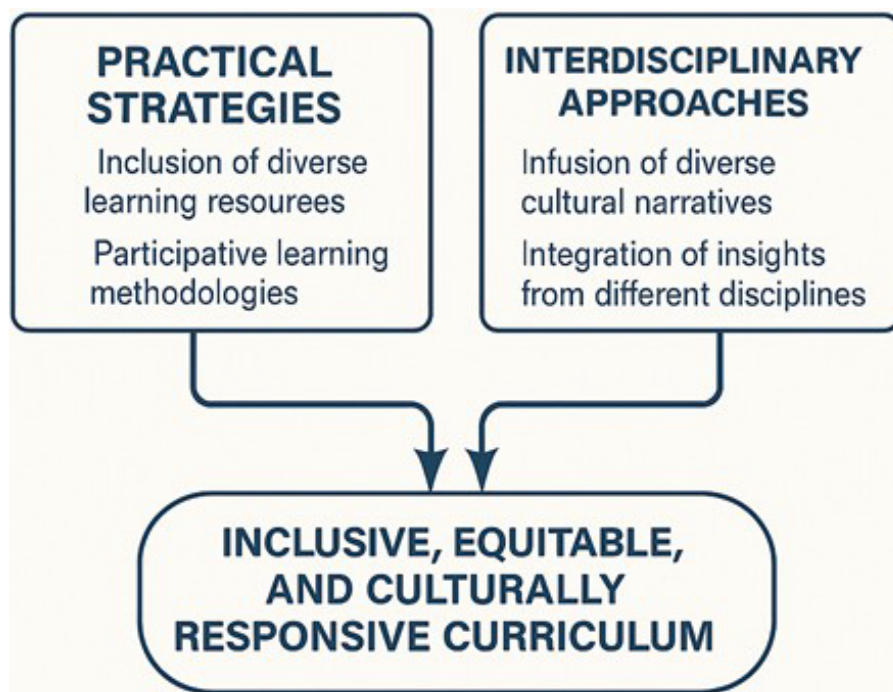 PRACTICAL
STRATEGIES
Inclusion of diverse
learning resourees
Participative learning
methodologies
INTERDISCIPLINARY
APPROACHES
Infusion of diverse
cultural narratives
Integration of insights
from different disciplines
INCLUSIVE, EQUITABLE,
AND CULTURALLY
RESPONSIVE CURRICULUM